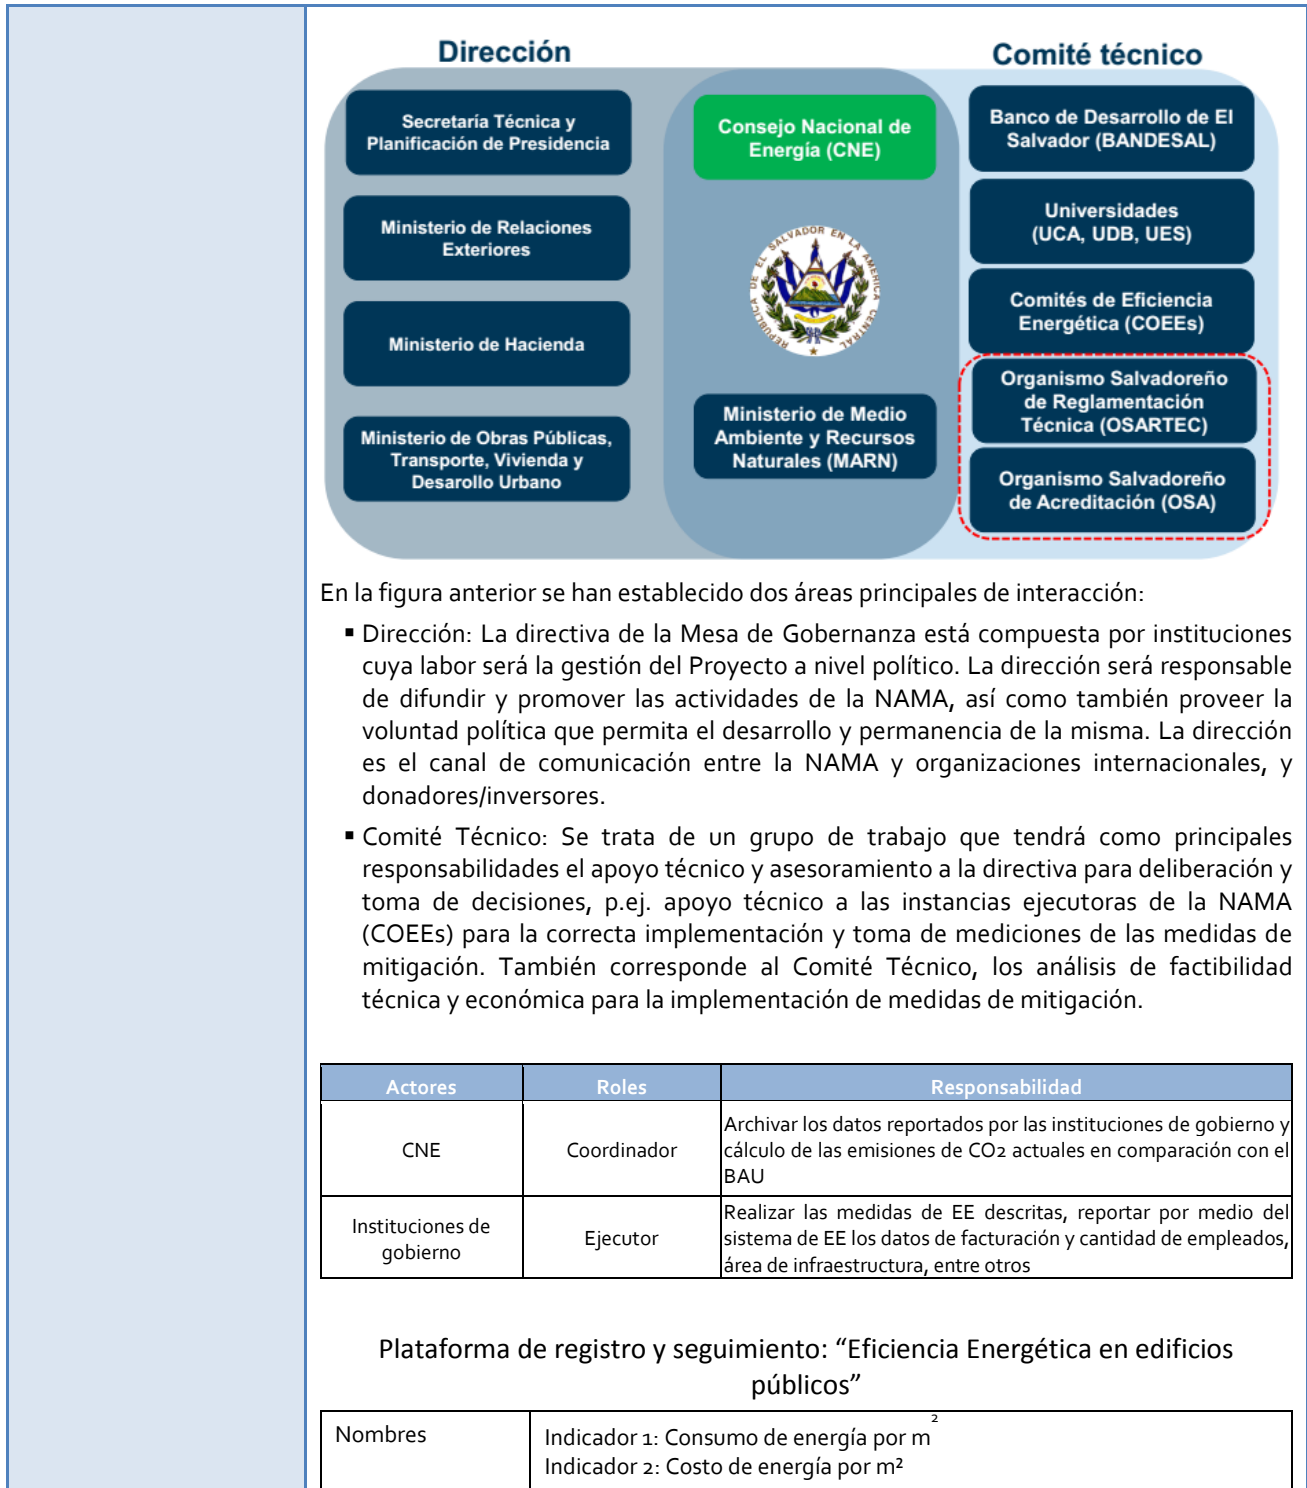 Dirección
Comité técnico
Secretaría Técnica y
Planificación de Presidencia
Ministerio de Relaciones
Exteriores
Ministerio de Hacienda
Ministerio de Obras Públicas,
Transporte, Vivienda y
Desarollo Urbano
Consejo Nacional de
Energía (CNE)
REPÚBLICA DE EL SALVADOR EN LA AMÉRICA CENTRAL
Ministerio de Medio
Ambiente y Recursos
Naturales (MARN)
Banco de Desarrollo de El
Salvador (BANDESAL)
Universidades
(UCA, UDB, UES)
Comités de Eficiencia
Energética (COEEs)
Organismo Salvadoreño
de Reglamentación
Técnica (OSARTEC)
Organismo Salvadoreño
de Acreditación (OSA)
En la figura anterior se han establecido dos áreas principales de interacción:
▪ Dirección: La directiva de la Mesa de Gobernanza está compuesta por instituciones
cuya labor será la gestión del Proyecto a nivel político. La dirección será responsable
de difundir y promover las actividades de la NAMA, así como también proveer la
voluntad política que permita el desarrollo y permanencia de la misma. La dirección
es el canal de comunicación entre la NAMA y organizaciones internacionales, y
donadores/inversores.
▪ Comité Técnico: Se trata de un grupo de trabajo que tendrá como principales
responsabilidades el apoyo técnico y asesoramiento a la directiva para deliberación y
toma de decisiones, p.ej. apoyo técnico a las instancias ejecutoras de la NAMA
(COEEs) para la correcta implementación y toma de mediciones de las medidas de
mitigación. También corresponde al Comité Técnico, los análisis de factibilidad
técnica y económica para la implementación de medidas de mitigación.
Actores Roles Responsabilidad
CNE Coordinador
Archivar los datos reportados por las instituciones de gobierno y
cálculo de las emisiones de CO2 actuales en comparación con el
BAU
Instituciones de
gobierno
Ejecutor
Realizar las medidas de EE descritas, reportar por medio del
sistema de EE los datos de facturación y cantidad de empleados,
área de infraestructura, entre otros
Plataforma de registro y seguimiento: “Eficiencia Energética en edificios
públicos”
Nombres
Indicador 1: Consumo de energía por m²
Indicador 2: Costo de energía por m²